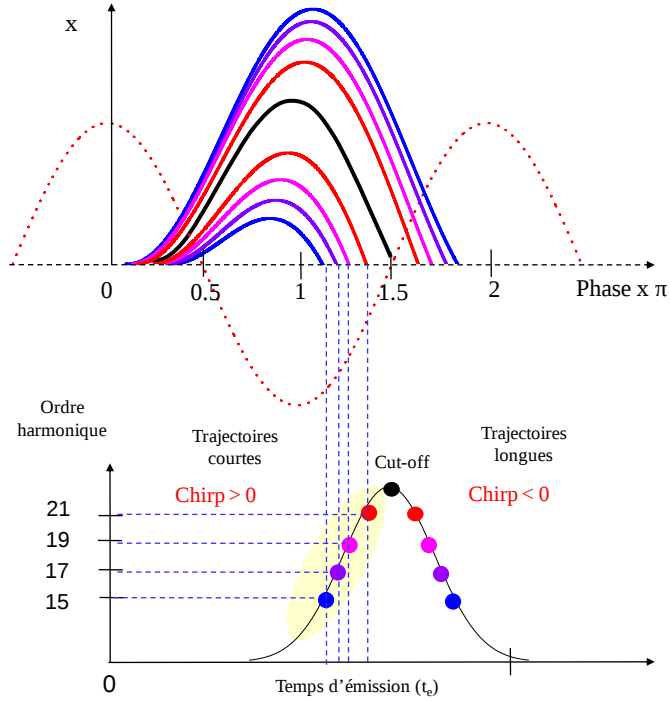 x
0
0.5
1
1.5
2
Phase x π
Ordre
harmonique
Trajectoires
courtes
Cut-off
Trajectoires
longues
Chirp > 0
Chirp < 0
21
19
17
15
0
Temps d’émission (tₑ)